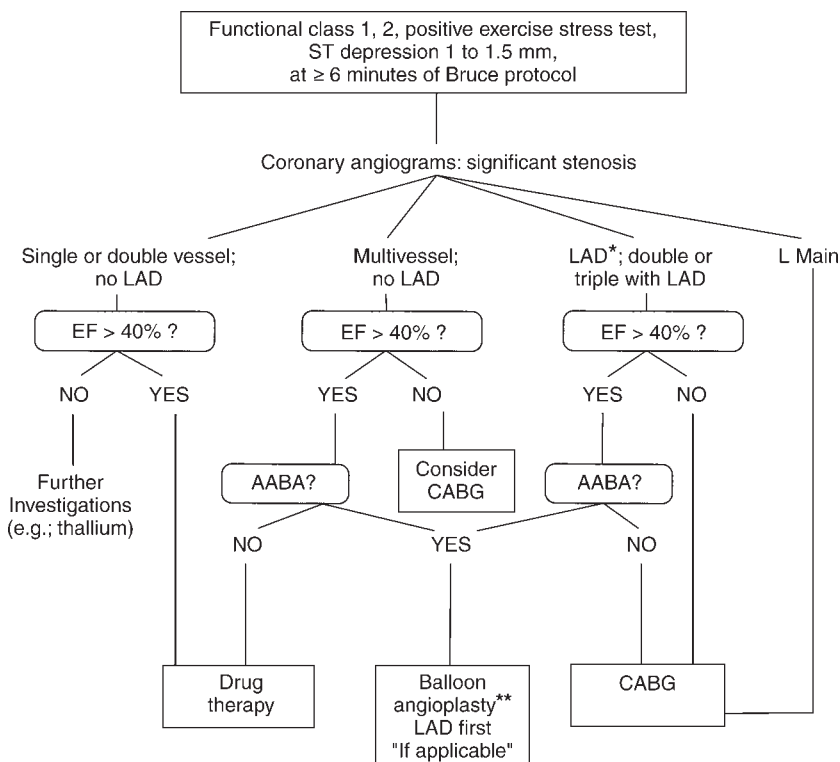 Functional class 1, 2, positive exercise stress test,
ST depression 1 to 1.5 mm,
at ≥ 6 minutes of Bruce protocol
Coronary angiograms: significant stenosis
Single or double vessel;
no LAD
Multivessel;
no LAD
LAD*; double or
triple with LAD
L Main
EF > 40% ?
EF > 40% ?
EF > 40% ?
NO
YES
YES
NO
YES
NO
Further
Investigations
(e.g.; thallium)
AABA?
Consider
CABG
AABA?
NO
YES
NO
Drug
therapy
Balloon
angioplasty**
LAD first
"If applicable"
CABG